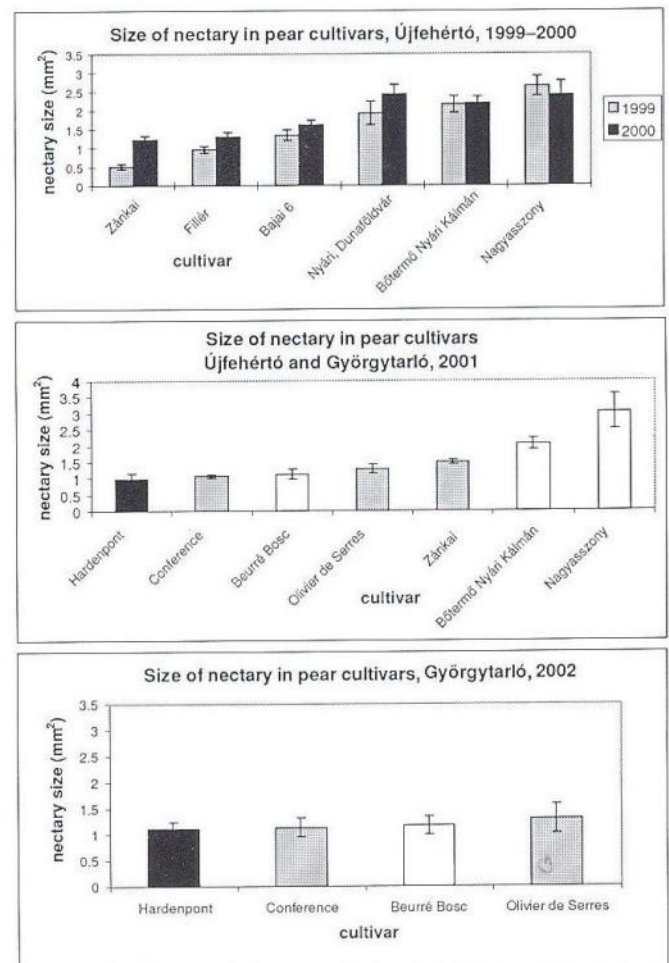 Size of nectary in pear cultivars, Újfehértó, 1999–2000
nectary size (mm²)
3.5
3
2.5
2
1.5
1
0.5
0
Zánkai
Fillér
Bajai 6
Nyári, Dunaföldvár
Bőtermő Nyári Kálmán
Nagyasszony
cultivar
1999
2000
Size of nectary in pear cultivars
Újfehértó and Györgytarló, 2001
nectary size (mm²)
4
3.5
3
2.5
2
1.5
1
0.5
0
Hardenpont
Conference
Beurré Bosc
Olivier de Serres
Zánkai
Bőtermő Nyári Kálmán
Nagyasszony
cultivar
Size of nectary in pear cultivars, Györgytarló, 2002
nectary size (mm²)
3.5
3
2.5
2
1.5
1
0.5
0
Hardenpont
Conference
Beurré Bosc
Olivier de Serres
cultivar